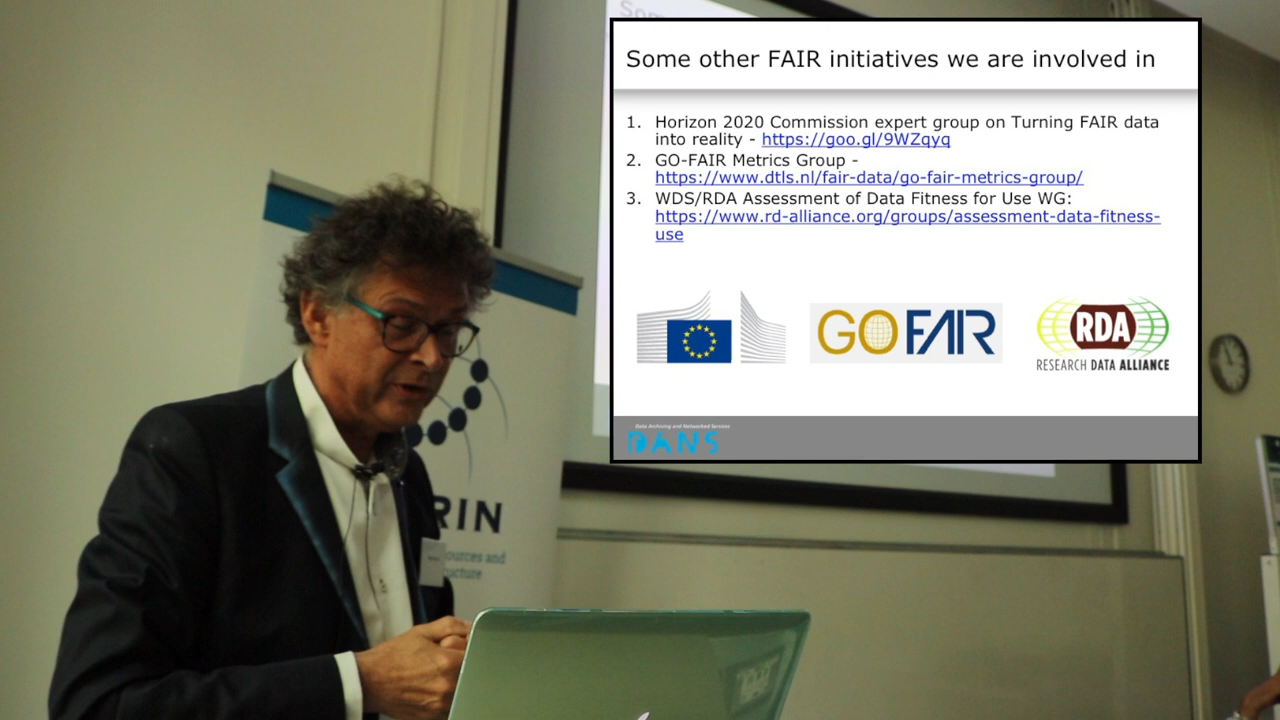 Some other FAIR initiatives we are involved in
1. Horizon 2020 Commission expert group on Turning FAIR data
into reality - https://goo.gl/9WZqyq
2. GO-FAIR Metrics Group -
https://www.dtls.nl/fair-data/go-fair-metrics-group/
3. WDS/RDA Assessment of Data Fitness for Use WG:
https://www.rd-alliance.org/groups/assessment-data-fitness-
use
GO FAIR
RDA
RESEARCH DATA ALLIANCE
Data Archiving and Networked Services
DANS
RIN
ources and
ucture